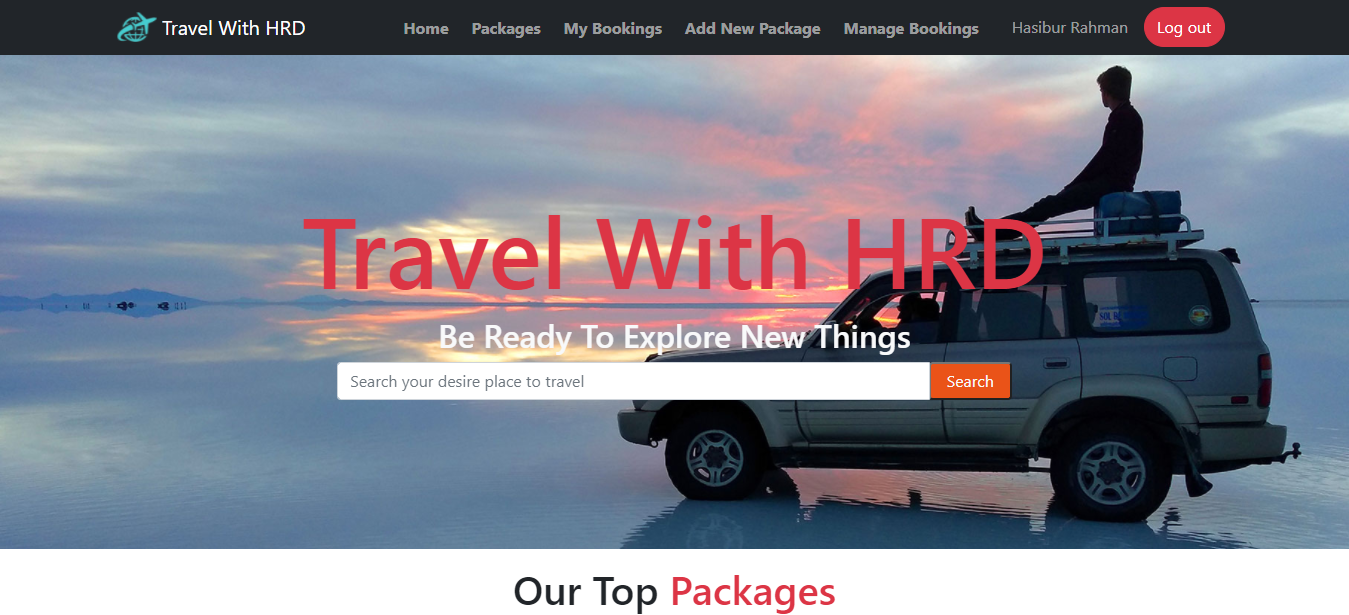 Travel With HRD
Home Packages My Bookings Add New Package Manage Bookings Hasibur Rahman Log out
Travel With HRD
Be Ready To Explore New Things
Search your desire place to travel Search
Our Top Packages